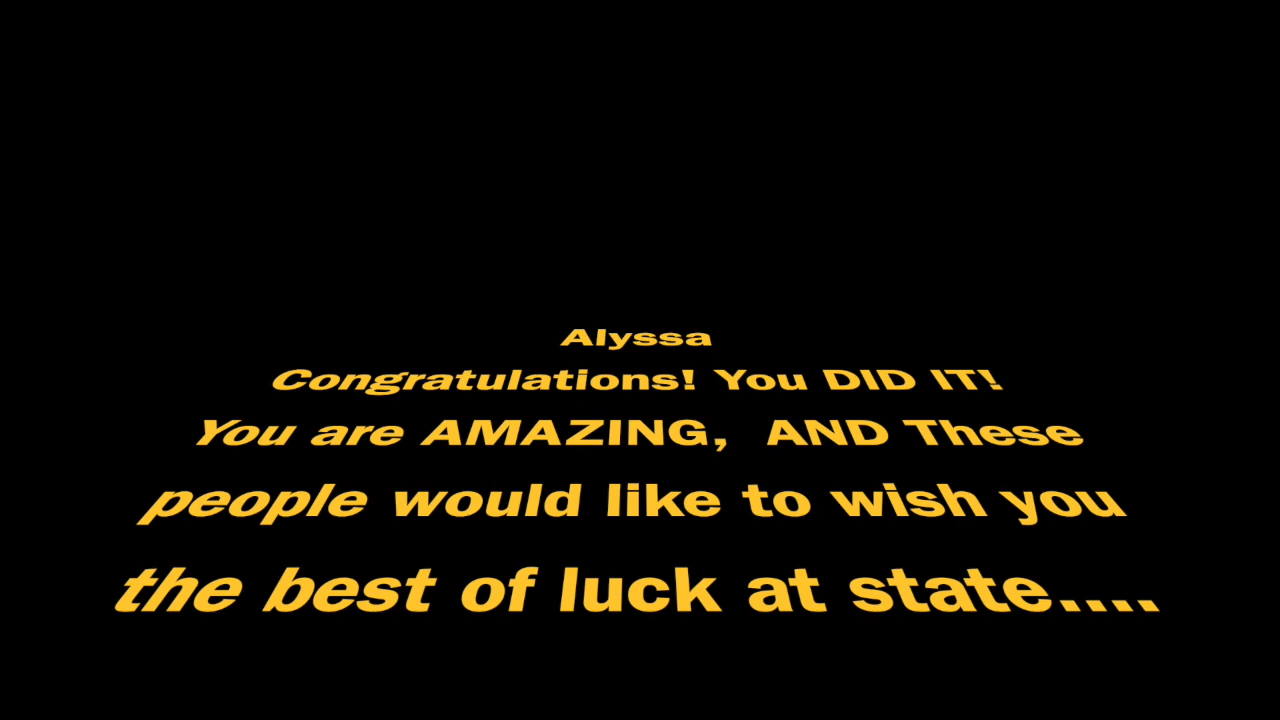 Alyssa
Congratulations! You DID IT!
You are AMAZING, AND These
people would like to wish you
the best of luck at state....